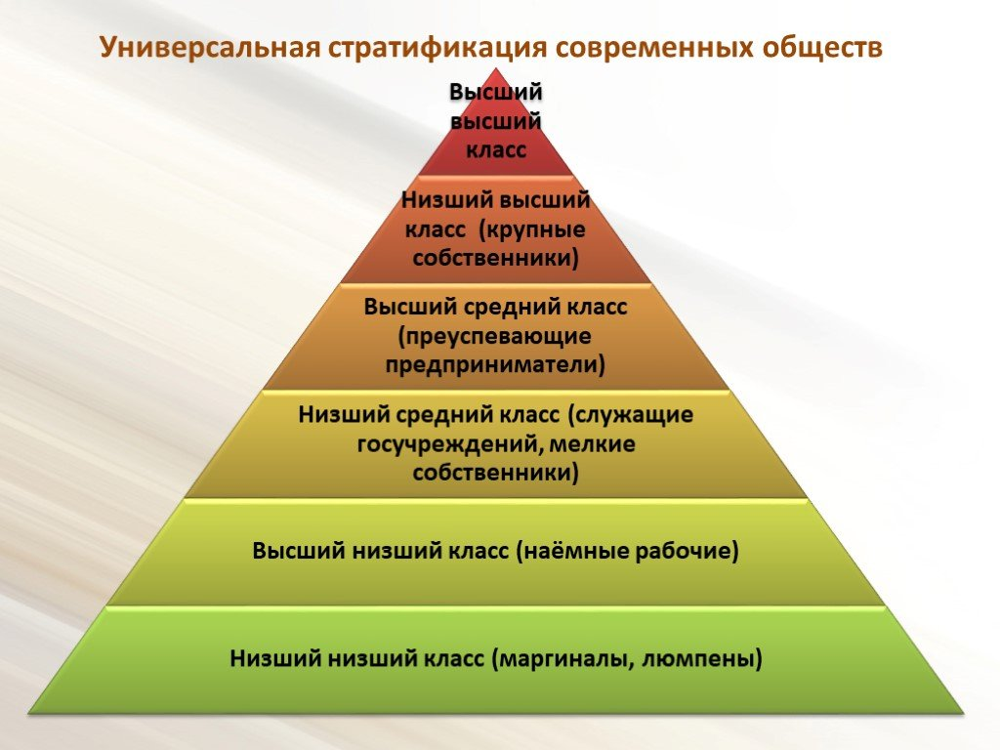 Универсальная стратификация современных обществ
Высший
высший
класс
Низший высший
класс (крупные
собственники)
Высший средний класс
(преуспевающие
предприниматели)
Низший средний класс (служащие
госучреждений, мелкие
собственники)
Высший низший класс (наёмные рабочие)
Низший низший класс (маргиналы, люмпены)